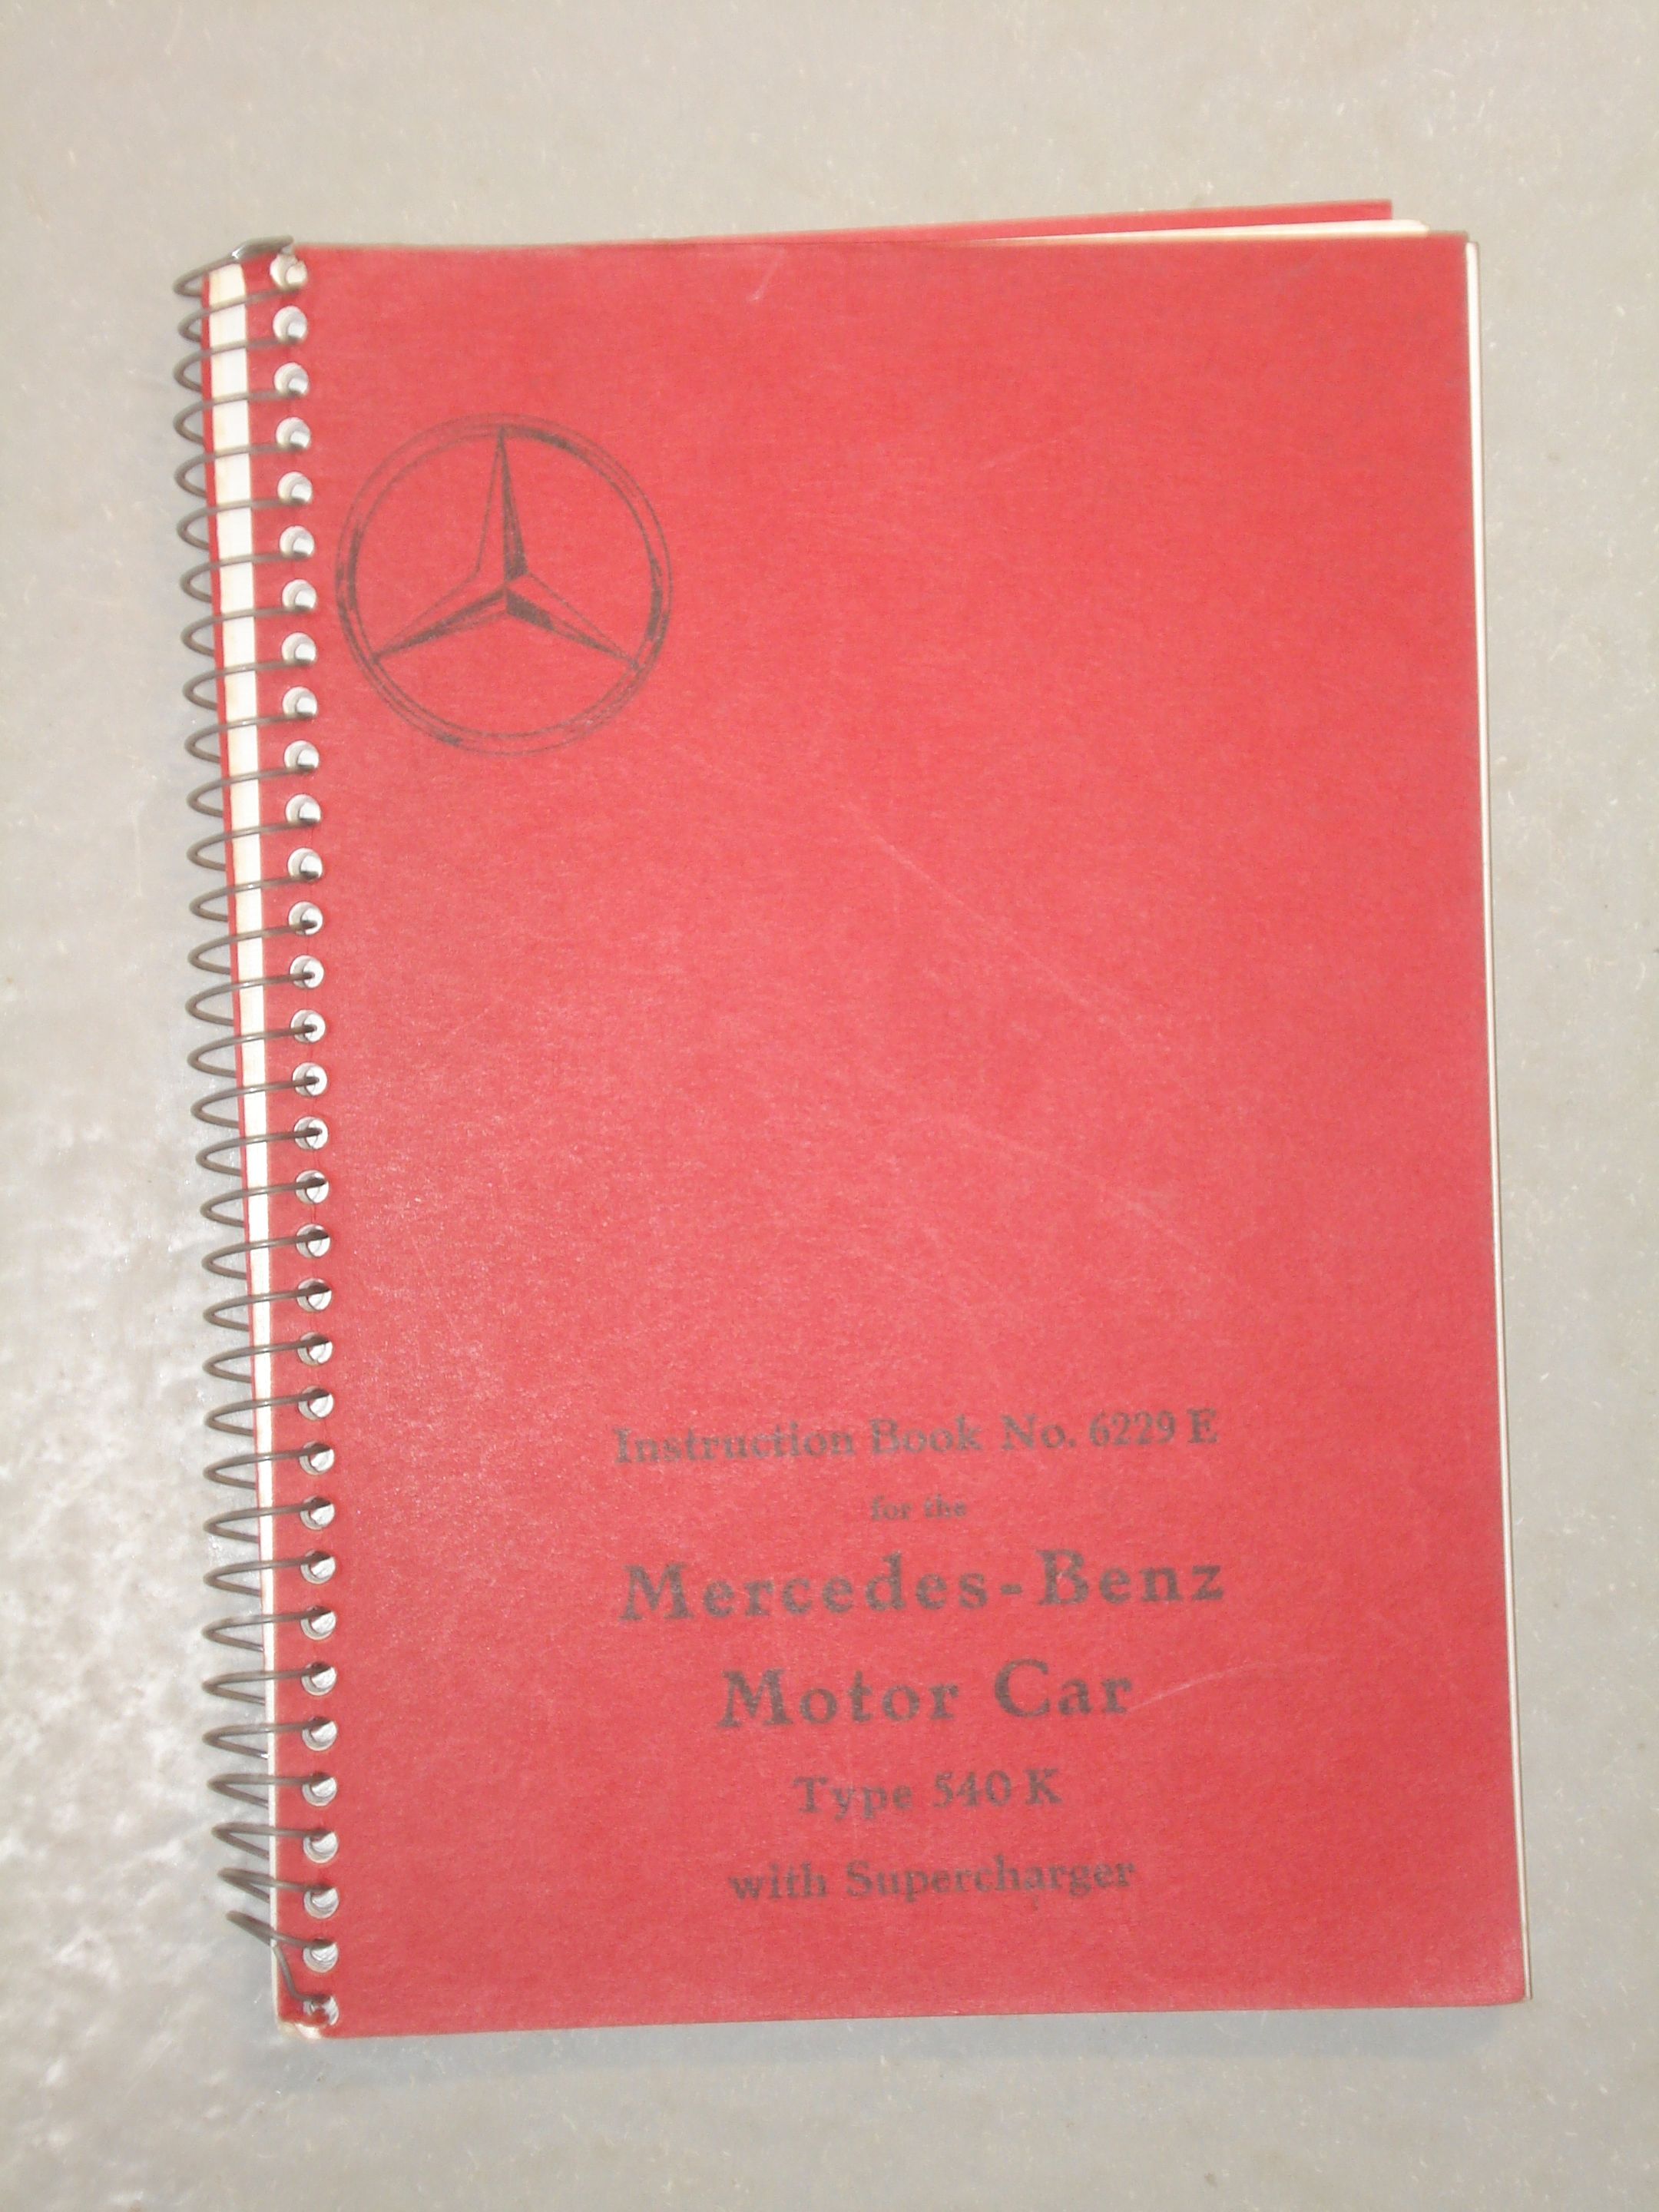 Instruction Book No. 6229 E
for the
Mercedes-Benz
Motor Car
Type 540 K
with Supercharger